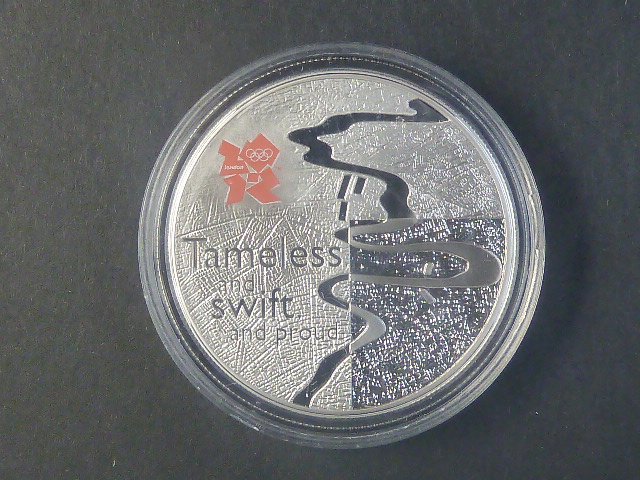 Tameless
and
swift
and proud